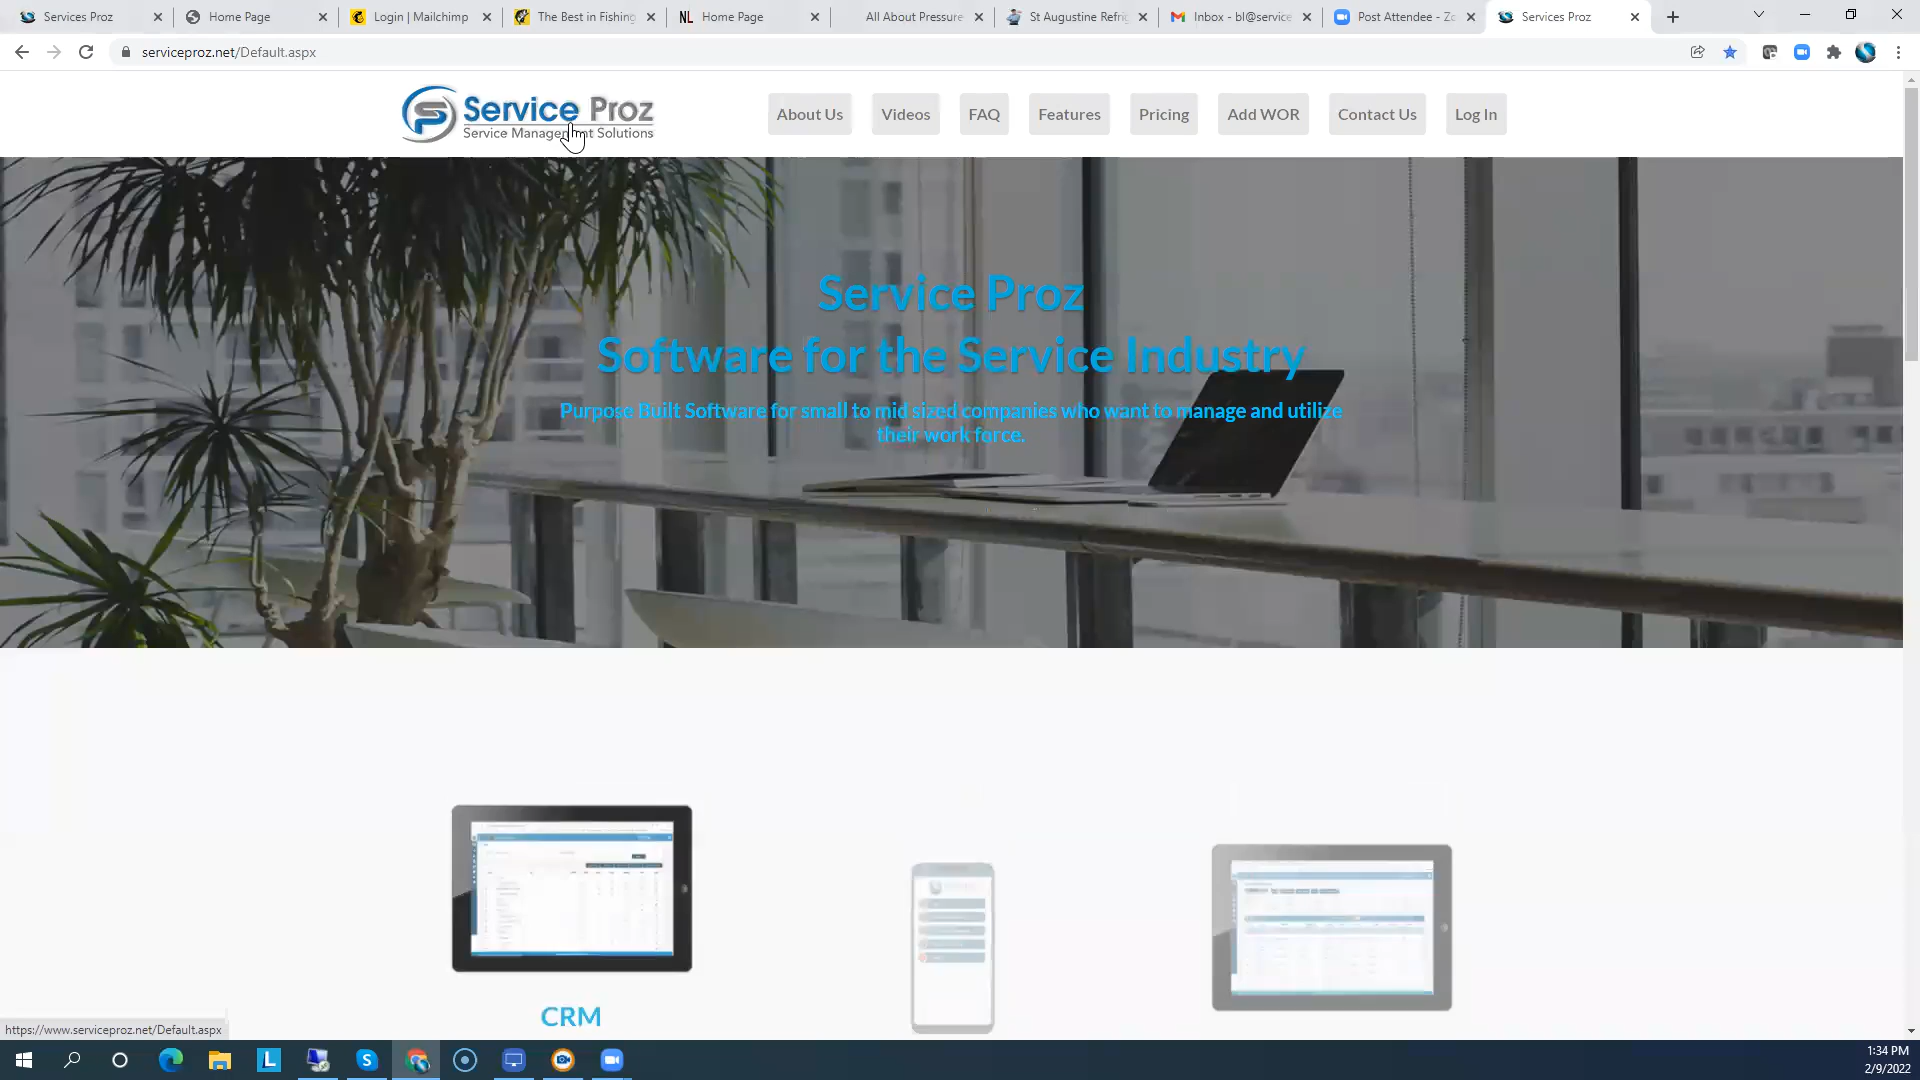 Services Proz
Home Page
Login | Mailchimp
The Best in Fishing
NL Home Page
All About Pressure
St Augustine Refrig
Inbox - bl@service
Post Attendee - Zo
Services Proz
serviceproz.net/Default.aspx
Service Proz
Service Management Solutions
About Us
Videos
FAQ
Features
Pricing
Add WOR
Contact Us
Log In
Service Proz
Software for the Service Industry
Purpose Built Software for small to mid sized companies who want to manage and utilize
their work force.
CRM
https://www.serviceproz.net/Default.aspx
L
1:34 PM
2/9/2022